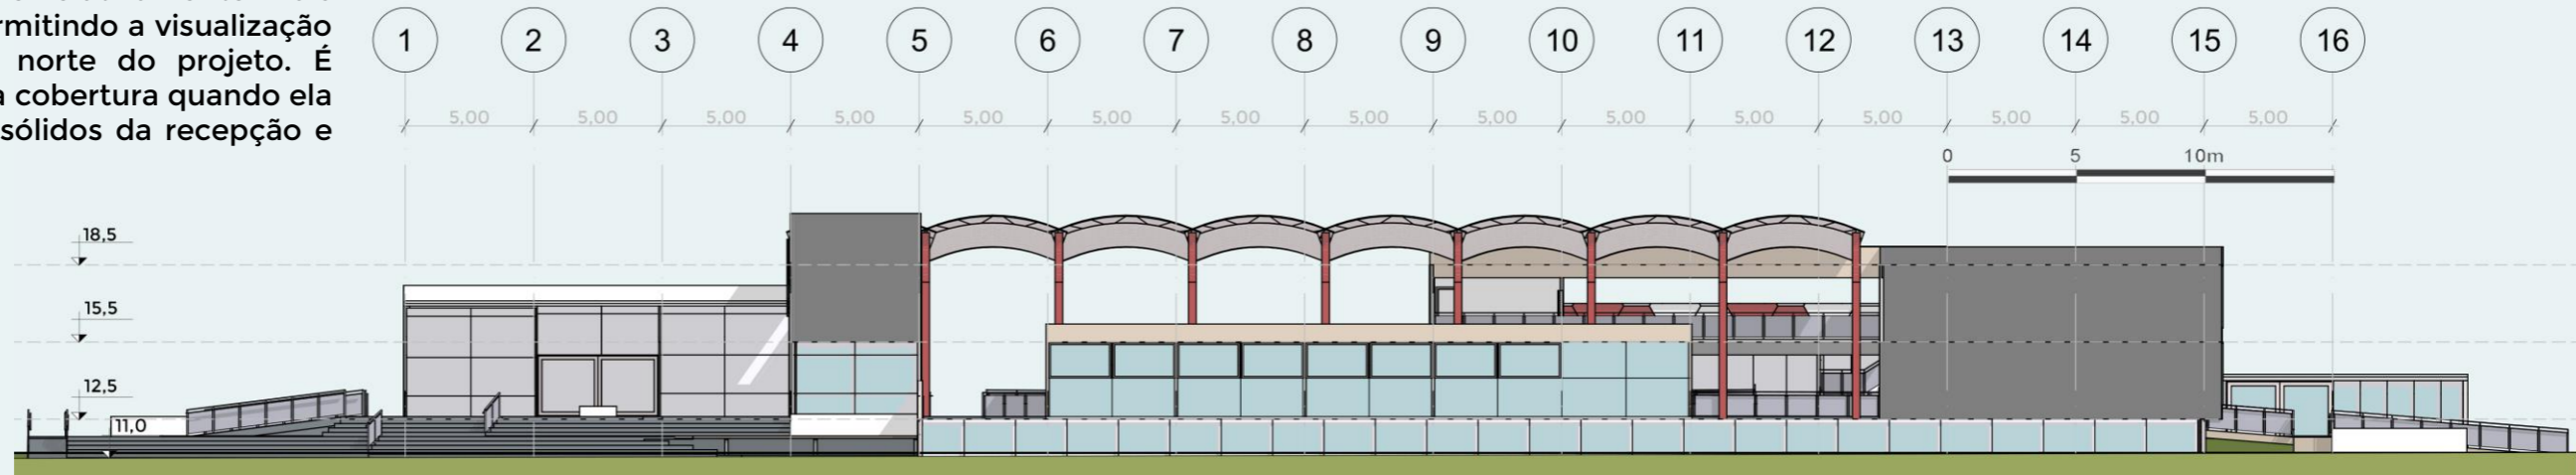 rmitindo a visualização
norte do projeto. É
a cobertura quando ela
sólidos da recepção e
1 2 3 4 5 6 7 8 9 10 11 12 13 14 15 16
5,00 5,00 5,00 5,00 5,00 5,00 5,00 5,00 5,00 5,00 5,00 5,00 5,00 5,00 5,00
0 5 10m
18,5
15,5
12,5
11,0